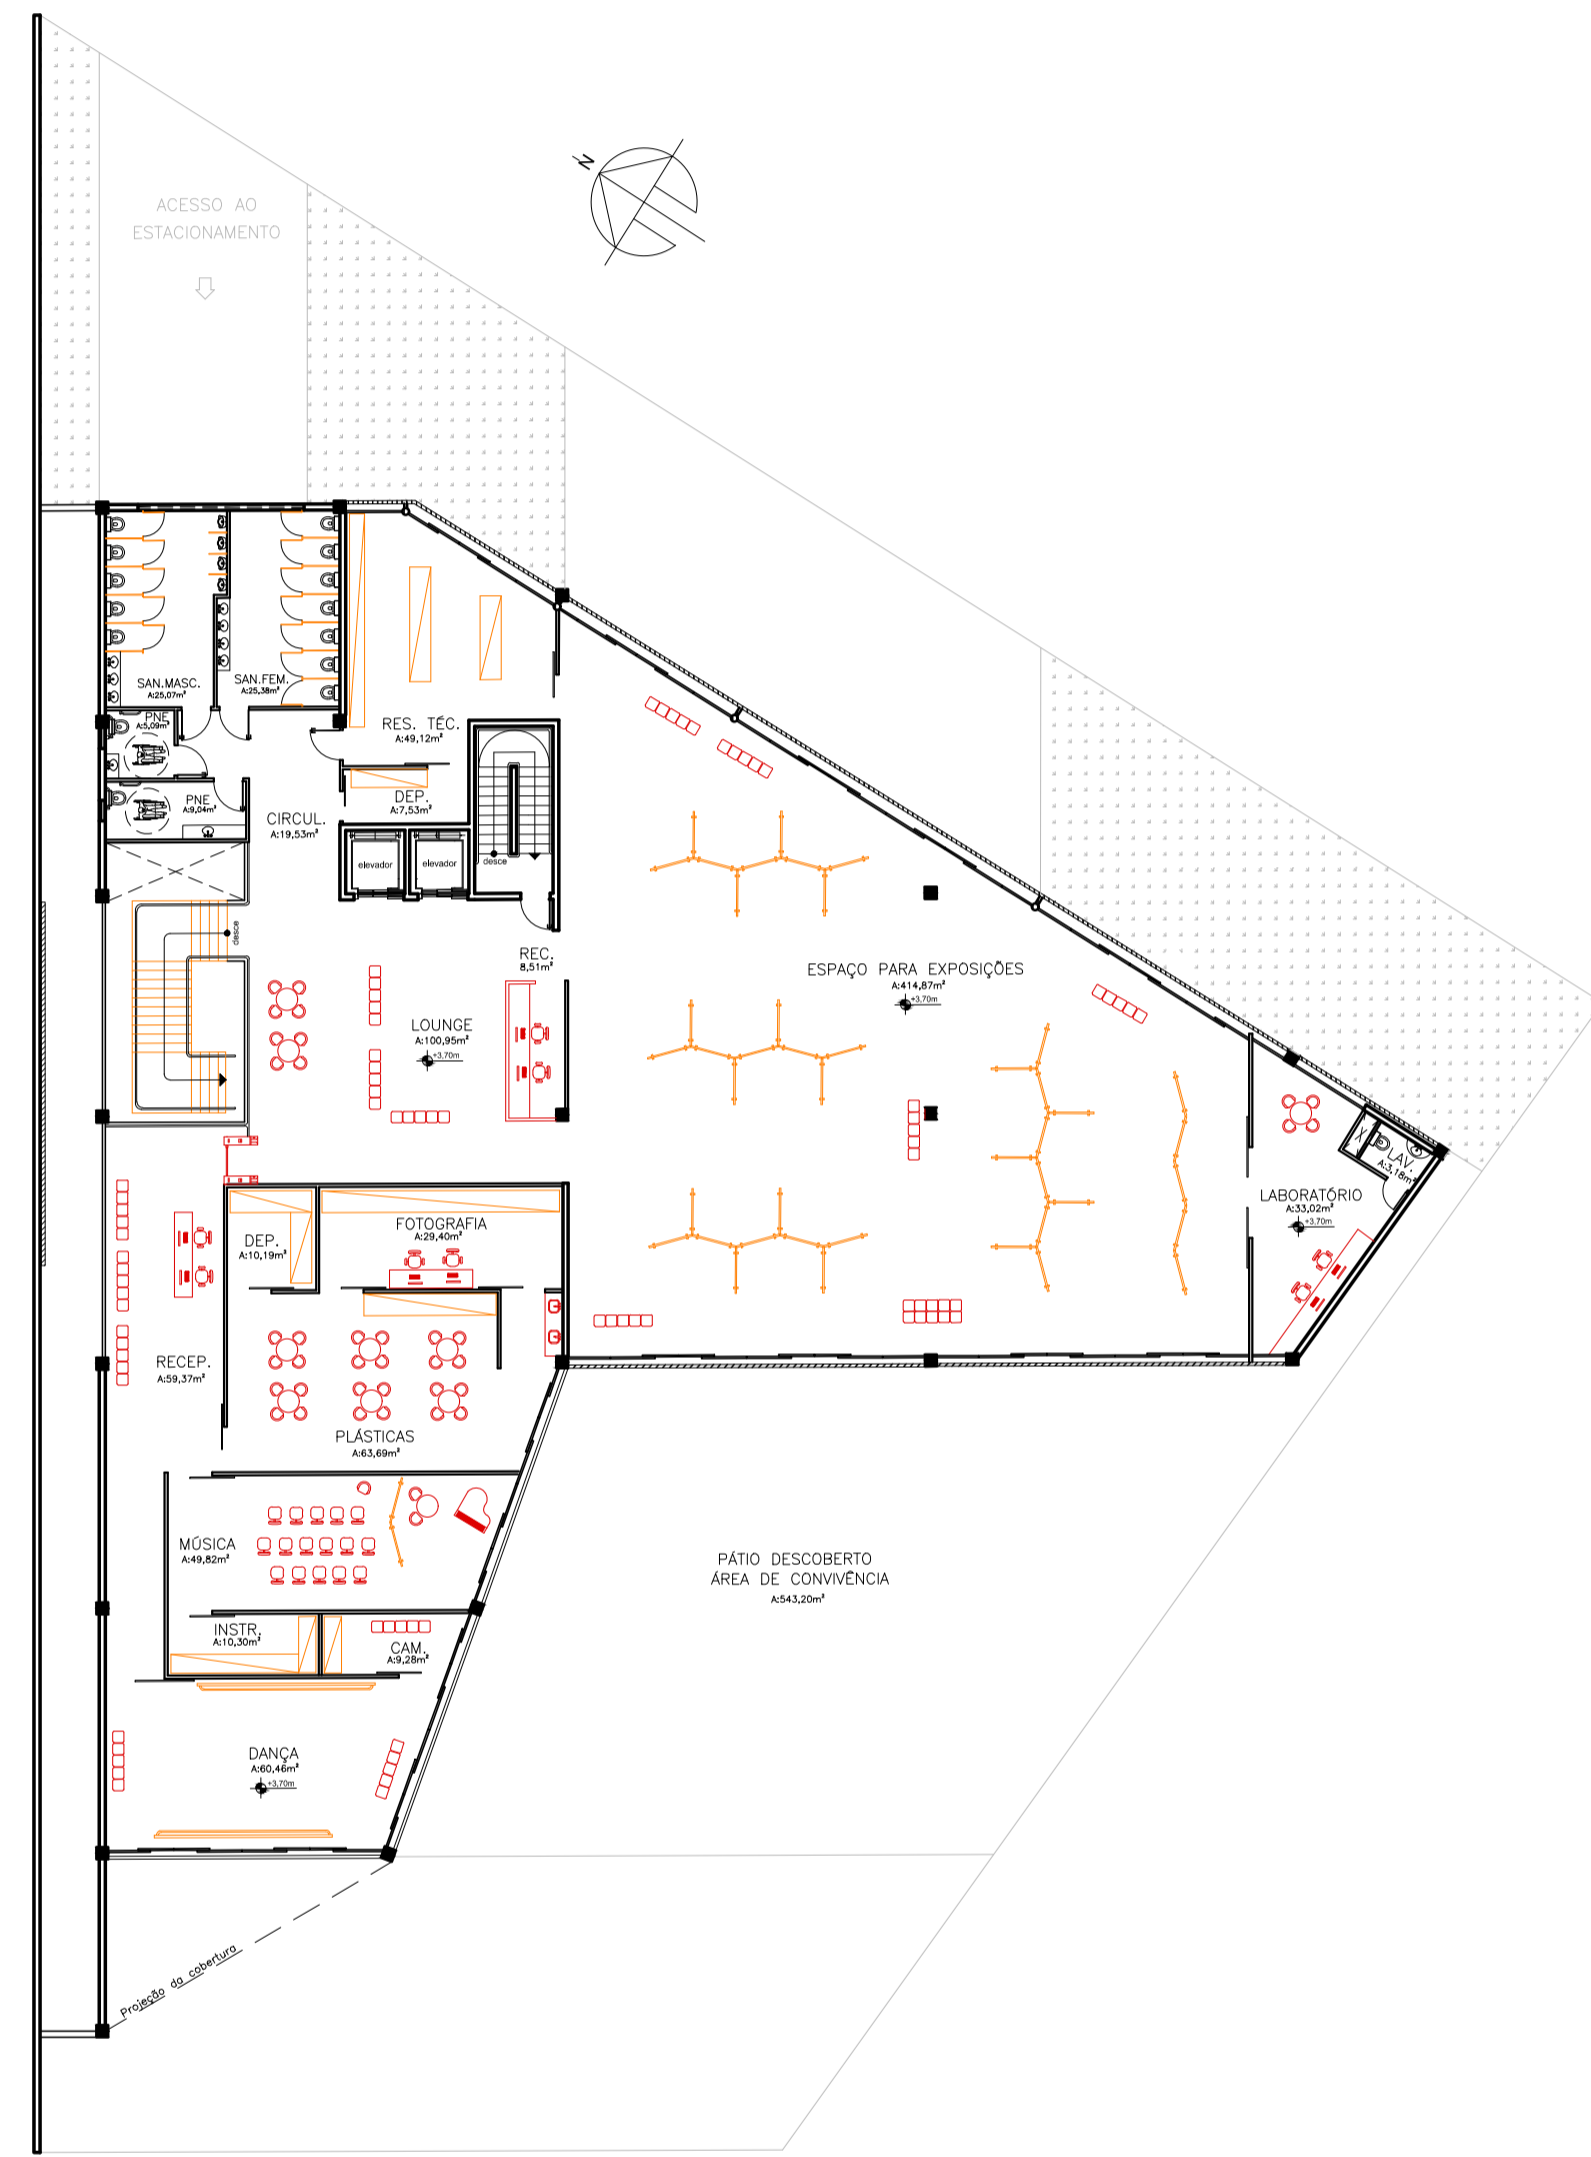 N
ACESSO AO
ESTACIONAMENTO
SAN.MASC.
A:25,07m²
SAN.FEM.
A:25,38m²
PNE
A:5,09m²
RES. TÉC.
A:49,12m²
PNE
A:9,04m²
CIRCUL.
A:19,53m²
DEP.
A:7,53m²
elevador
elevador
desce
desce
REC.
8,51m²
LOUNGE
A:100,95m²
+3,70m
ESPAÇO PARA EXPOSIÇÕES
A:414,87m²
+3,70m
LAV.
A:3,18m²
LABORATÓRIO
A:33,02m²
+3,70m
DEP.
A:10,19m²
FOTOGRAFIA
A:29,40m²
RECEP.
A:59,37m²
PLÁSTICAS
A:63,69m²
MÚSICA
A:49,82m²
PÁTIO DESCOBERTO
ÁREA DE CONVIVÊNCIA
A:543,20m²
INSTR.
A:10,30m²
CAM.
A:9,28m²
DANÇA
A:60,46m²
+3,70m
Projeção da cobertura